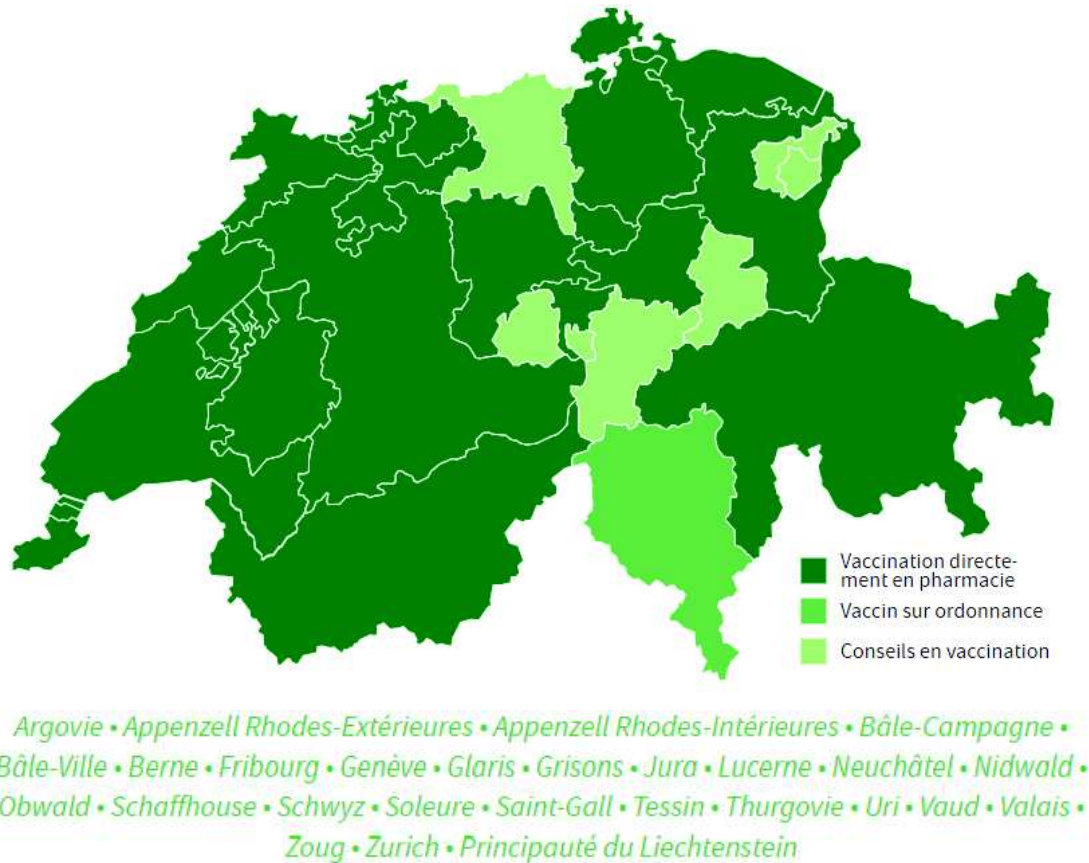 Vaccination directe-
ment en pharmacie
Vaccin sur ordonnance
Conseils en vaccination
Argovie • Appenzell Rhodes-Extérieures • Appenzell Rhodes-Intérieures • Bâle-Campagne •
Bâle-Ville • Berne • Fribourg • Genève • Glaris • Grisons • Jura • Lucerne • Neuchâtel • Nidwald •
Obwald • Schaffhouse • Schwyz • Soleure • Saint-Gall • Tessin • Thurgovie • Uri • Vaud • Valais •
Zoug • Zurich • Principauté du Liechtenstein